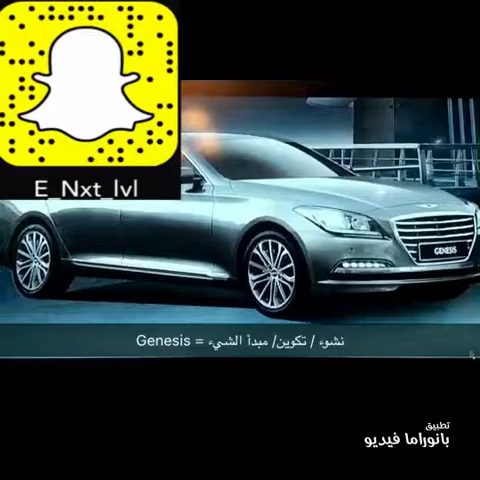 E_Nxt_lvl
GENESIS
نشوء / تكوين/ مبدأ الشيء = Genesis
تطبيق
بانوراما فيديو